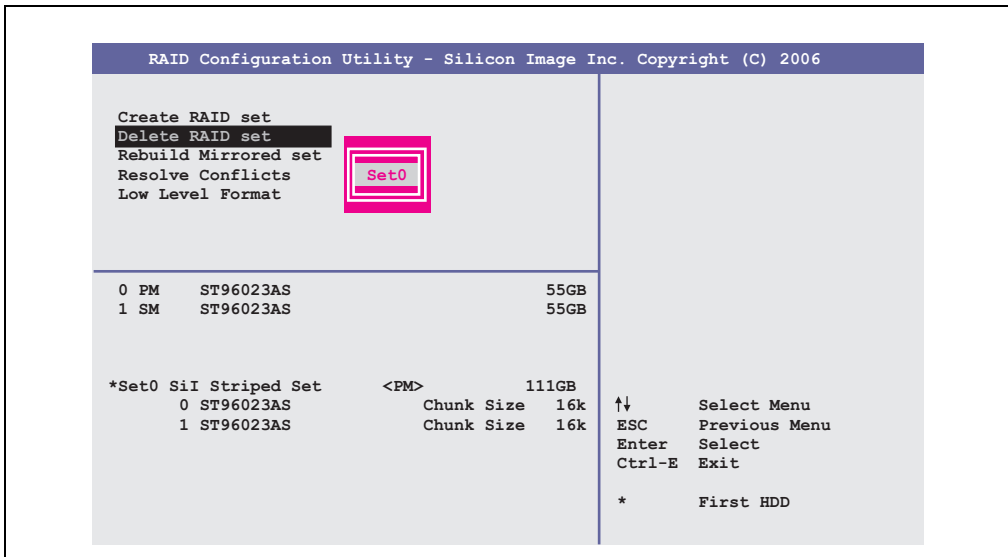 RAID Configuration Utility - Silicon Image Inc. Copyright (C) 2006
Create RAID set
Delete RAID set
Rebuild Mirrored set
Resolve Conflicts
Low Level Format
Set0
0 PM ST96023AS 55GB
1 SM ST96023AS 55GB
*Set0 SiI Striped Set <PM> 111GB
0 ST96023AS Chunk Size 16k
1 ST96023AS Chunk Size 16k
↑↓ Select Menu
ESC Previous Menu
Enter Select
Ctrl-E Exit
* First HDD